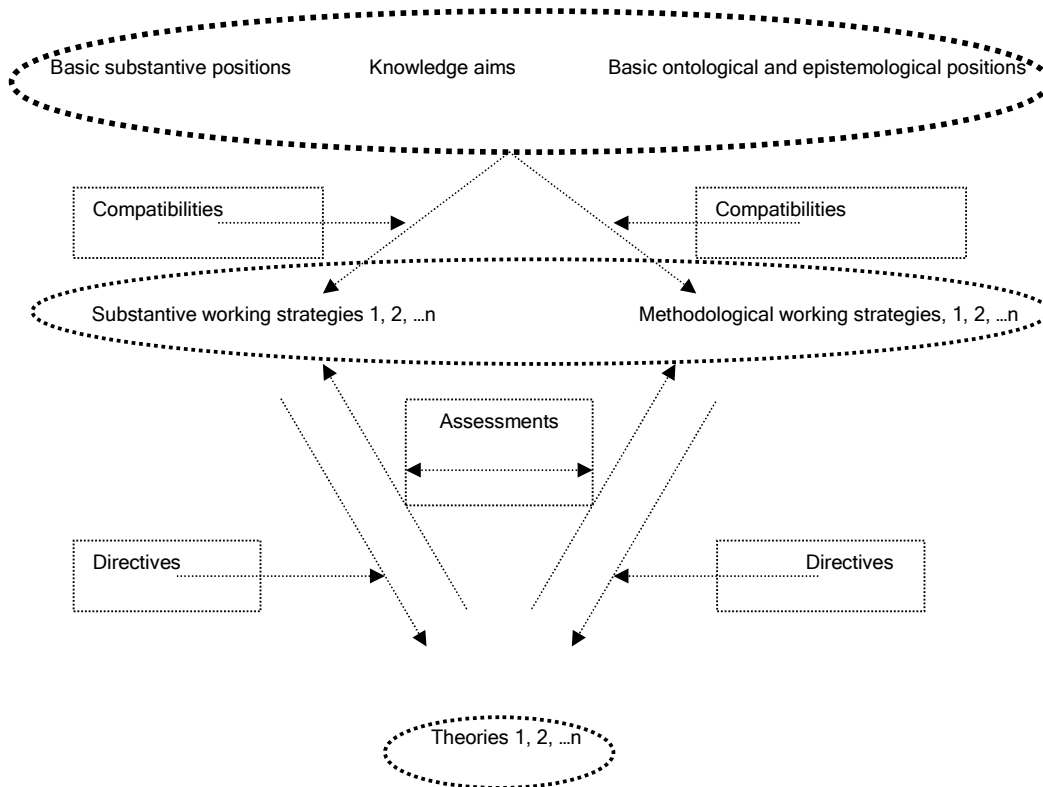 Basic substantive positions Knowledge aims Basic ontological and epistemological positions
Compatibilities Compatibilities
Substantive working strategies 1, 2, ...n Methodological working strategies, 1, 2, ...n
Assessments
Directives Directives
Theories 1, 2, ...n